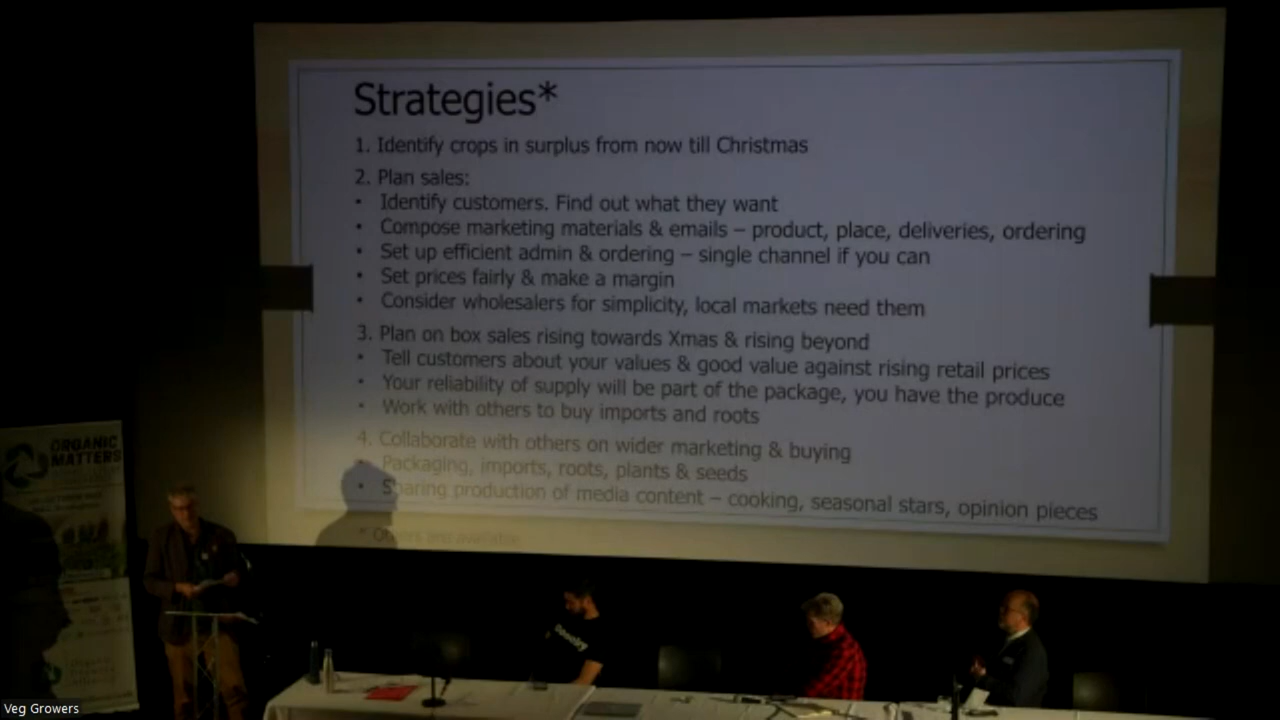 Strategies*
1. Identify crops in surplus from now till Christmas
2. Plan sales:
• Identify customers. Find out what they want
• Compose marketing materials & emails – product, place, deliveries, ordering
• Set up efficient admin & ordering – single channel if you can
• Set prices fairly & make a margin
• Consider wholesalers for simplicity, local markets need them
3. Plan on box sales rising towards Xmas & rising beyond
• Tell customers about your values & good value against rising retail prices
• Your reliability of supply will be part of the package, you have the produce
• Work with others to buy imports and roots
4. Collaborate with others on wider marketing & buying
• Packaging, imports, roots, plants & seeds
• Sharing production of media content – cooking, seasonal stars, opinion pieces
* Others are available
ORGANIC
MATTERS
Veg Growers